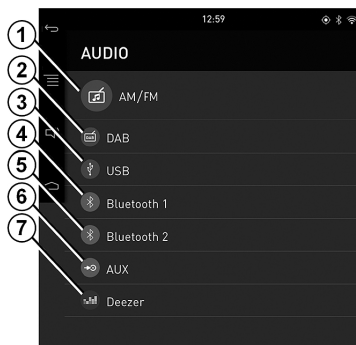 12:59
AUDIO
1
AM/FM
2
DAB
3
USB
4
Bluetooth 1
5
Bluetooth 2
6
AUX
7
Deezer